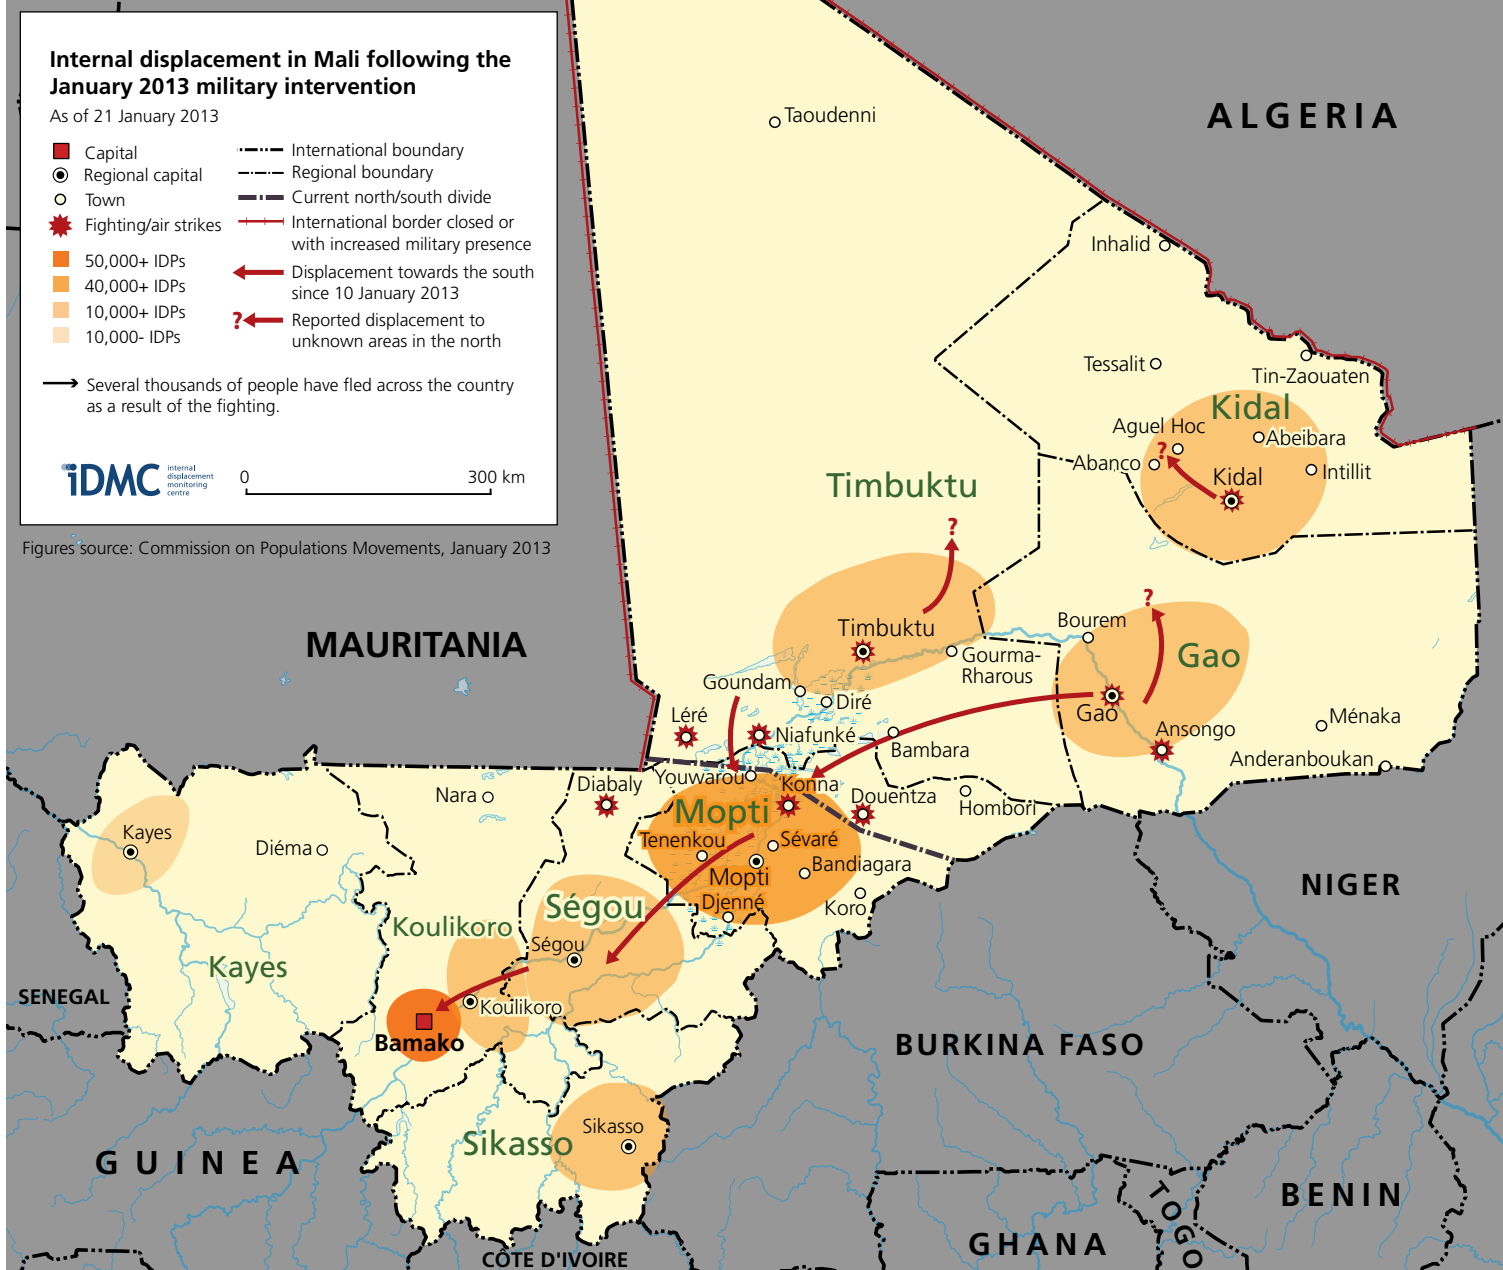 Internal displacement in Mali following the
January 2013 military intervention
As of 21 January 2013
Capital
Regional capital
Town
Fighting/air strikes
50,000+ IDPs
40,000+ IDPs
10,000+ IDPs
10,000- IDPs
International boundary
Regional boundary
Current north/south divide
International border closed or
with increased military presence
Displacement towards the south
since 10 January 2013
?
Reported displacement to
unknown areas in the north
Several thousands of people have fled across the country
as a result of the fighting.
iDMC
internal
displacement
monitoring
centre
0
300 km
Figures source: Commission on Populations Movements, January 2013
ALGERIA
Taoudenni
Inhalid
Tessalit
Tin-Zaouaten
Kidal
Aguel Hoc
Abeibara
?
Abanco
Intillit
Kidal
Timbuktu
?
?
Timbuktu
Bourem
Gourma-
Rharous
Gao
MAURITANIA
Goundam
Diré
Gao
Léré
Niafunké
Bambara
Ansongo
Ménaka
Anderanboukan
Youwarou
Diabaly
Konna
Douentza
Hombori
Nara
Mopti
Kayes
Diéma
Tenenkou
Sévaré
Bandiagara
Mopti
Djenné
Koro
NIGER
Ségou
Koulikoro
Ségou
Kayes
SENEGAL
Koulikoro
Bamako
BURKINA FASO
Sikasso
Sikasso
GUINEA
BENIN
TOGO
GHANA
CÔTE D'IVOIRE